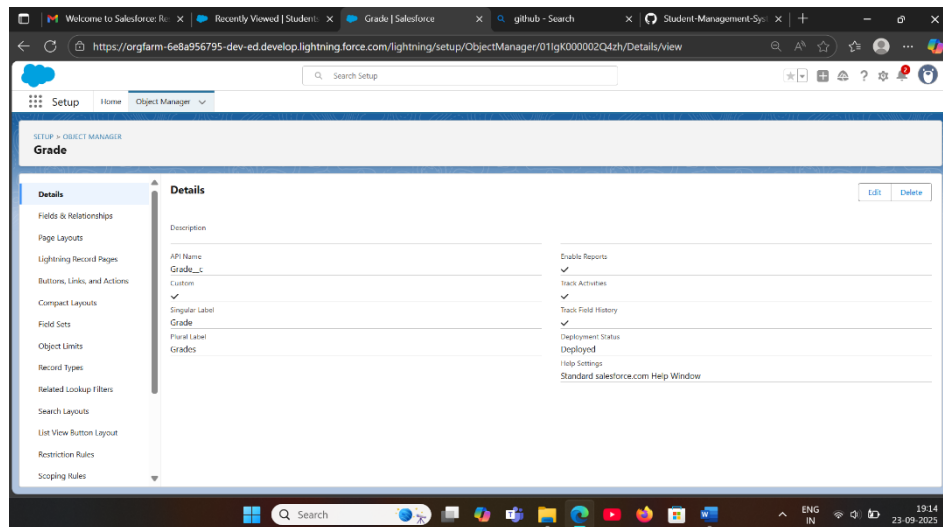 Welcome to Salesforce: Re
Recently Viewed | Students
Grade | Salesforce
github - Search
Student-Management-Sys
https://orgfarm-6e8a956795-dev-ed.develop.lightning.force.com/lightning/setup/ObjectManager/01IgK000002Q4zh/Details/view
Search Setup
Setup
Home
Object Manager
SETUP > OBJECT MANAGER
Grade
Details
Fields & Relationships
Page Layouts
Lightning Record Pages
Buttons, Links, and Actions
Compact Layouts
Field Sets
Object Limits
Record Types
Related Lookup Filters
Search Layouts
List View Button Layout
Restriction Rules
Scoping Rules
Details
Edit
Delete
Description
API Name
Grade__c
Custom
Singular Label
Grade
Plural Label
Grades
Enable Reports
Track Activities
Track Field History
Deployment Status
Deployed
Help Settings
Standard salesforce.com Help Window
Search
ENG
IN
19:14
23-09-2025